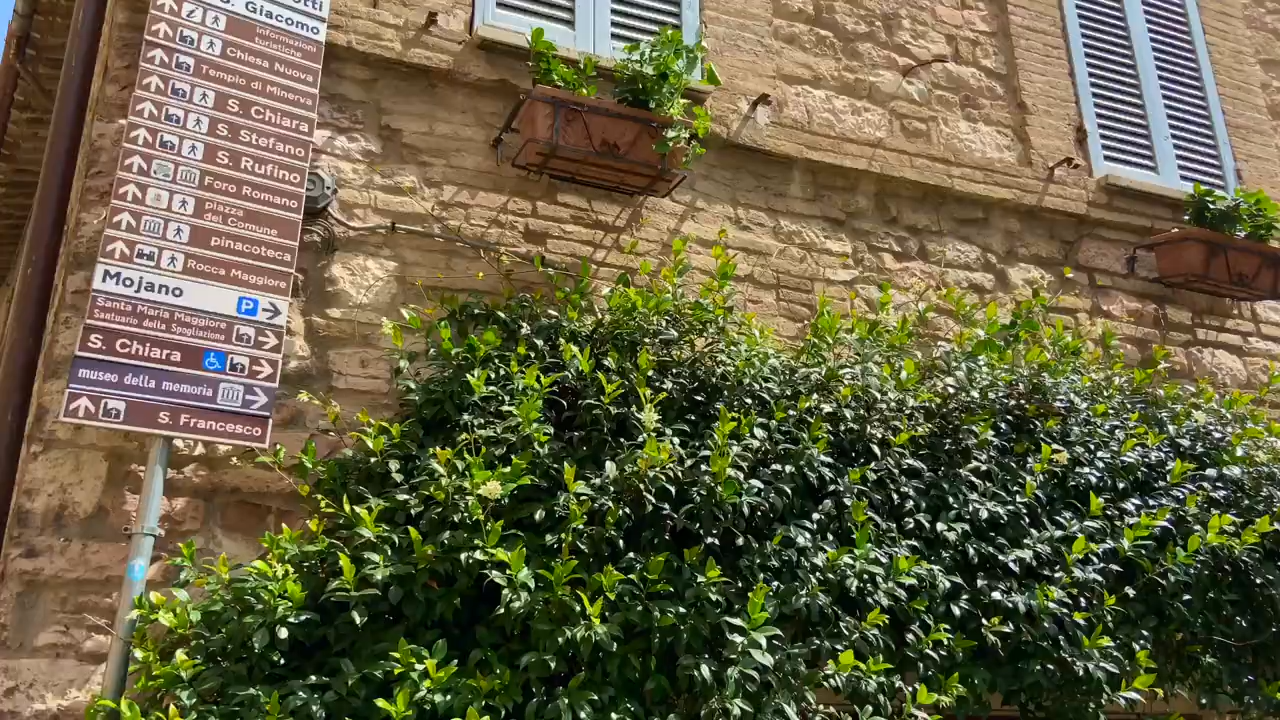 S. Giacomo
Informazioni
turistiche
Chiesa Nuova
Tempio di Minerva
S. Chiara
S. Stefano
S. Rufino
Foro Romano
piazza
del Comune
pinacoteca
Rocca Maggiore
Mojano
P
Santa Maria Maggiore
Santuario della Spogliazione
S. Chiara
museo della memoria
S. Francesco